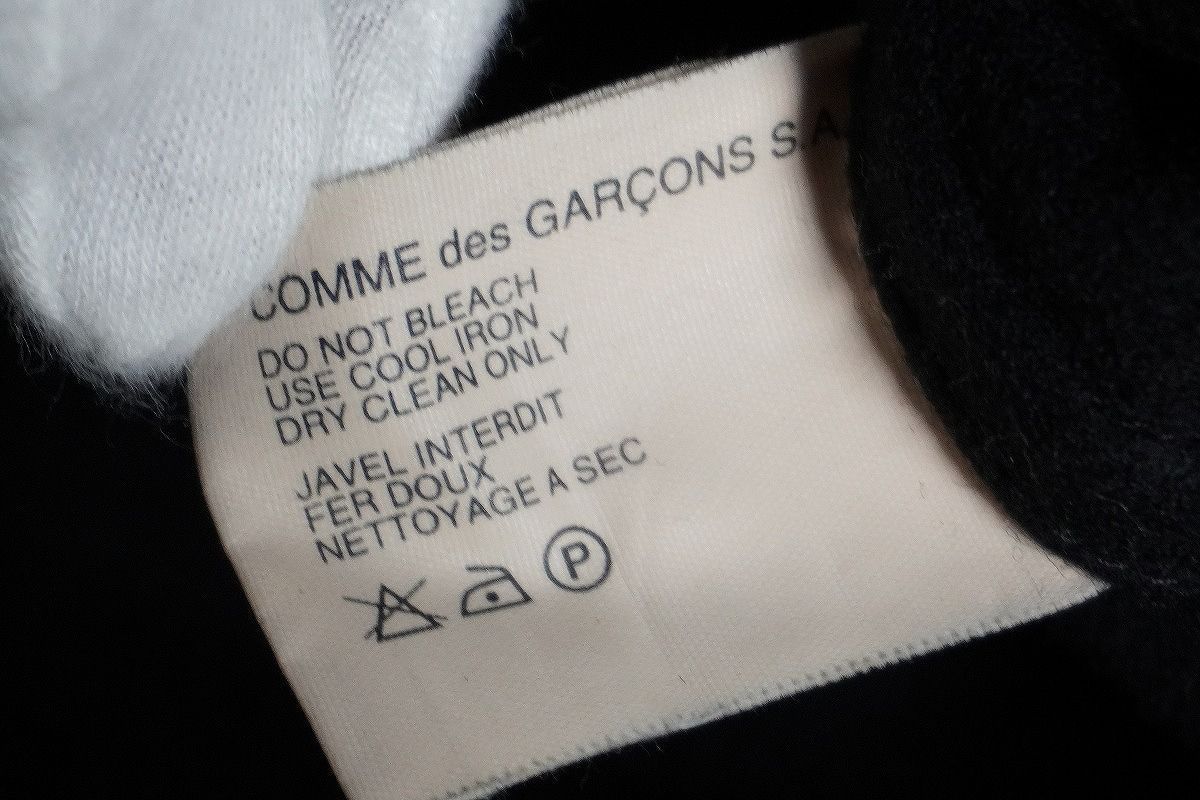 COMME des GARÇONS S.A.
DO NOT BLEACH
USE COOL IRON
DRY CLEAN ONLY
JAVEL INTERDIT
FER DOUX
NETTOYAGE A SEC
P